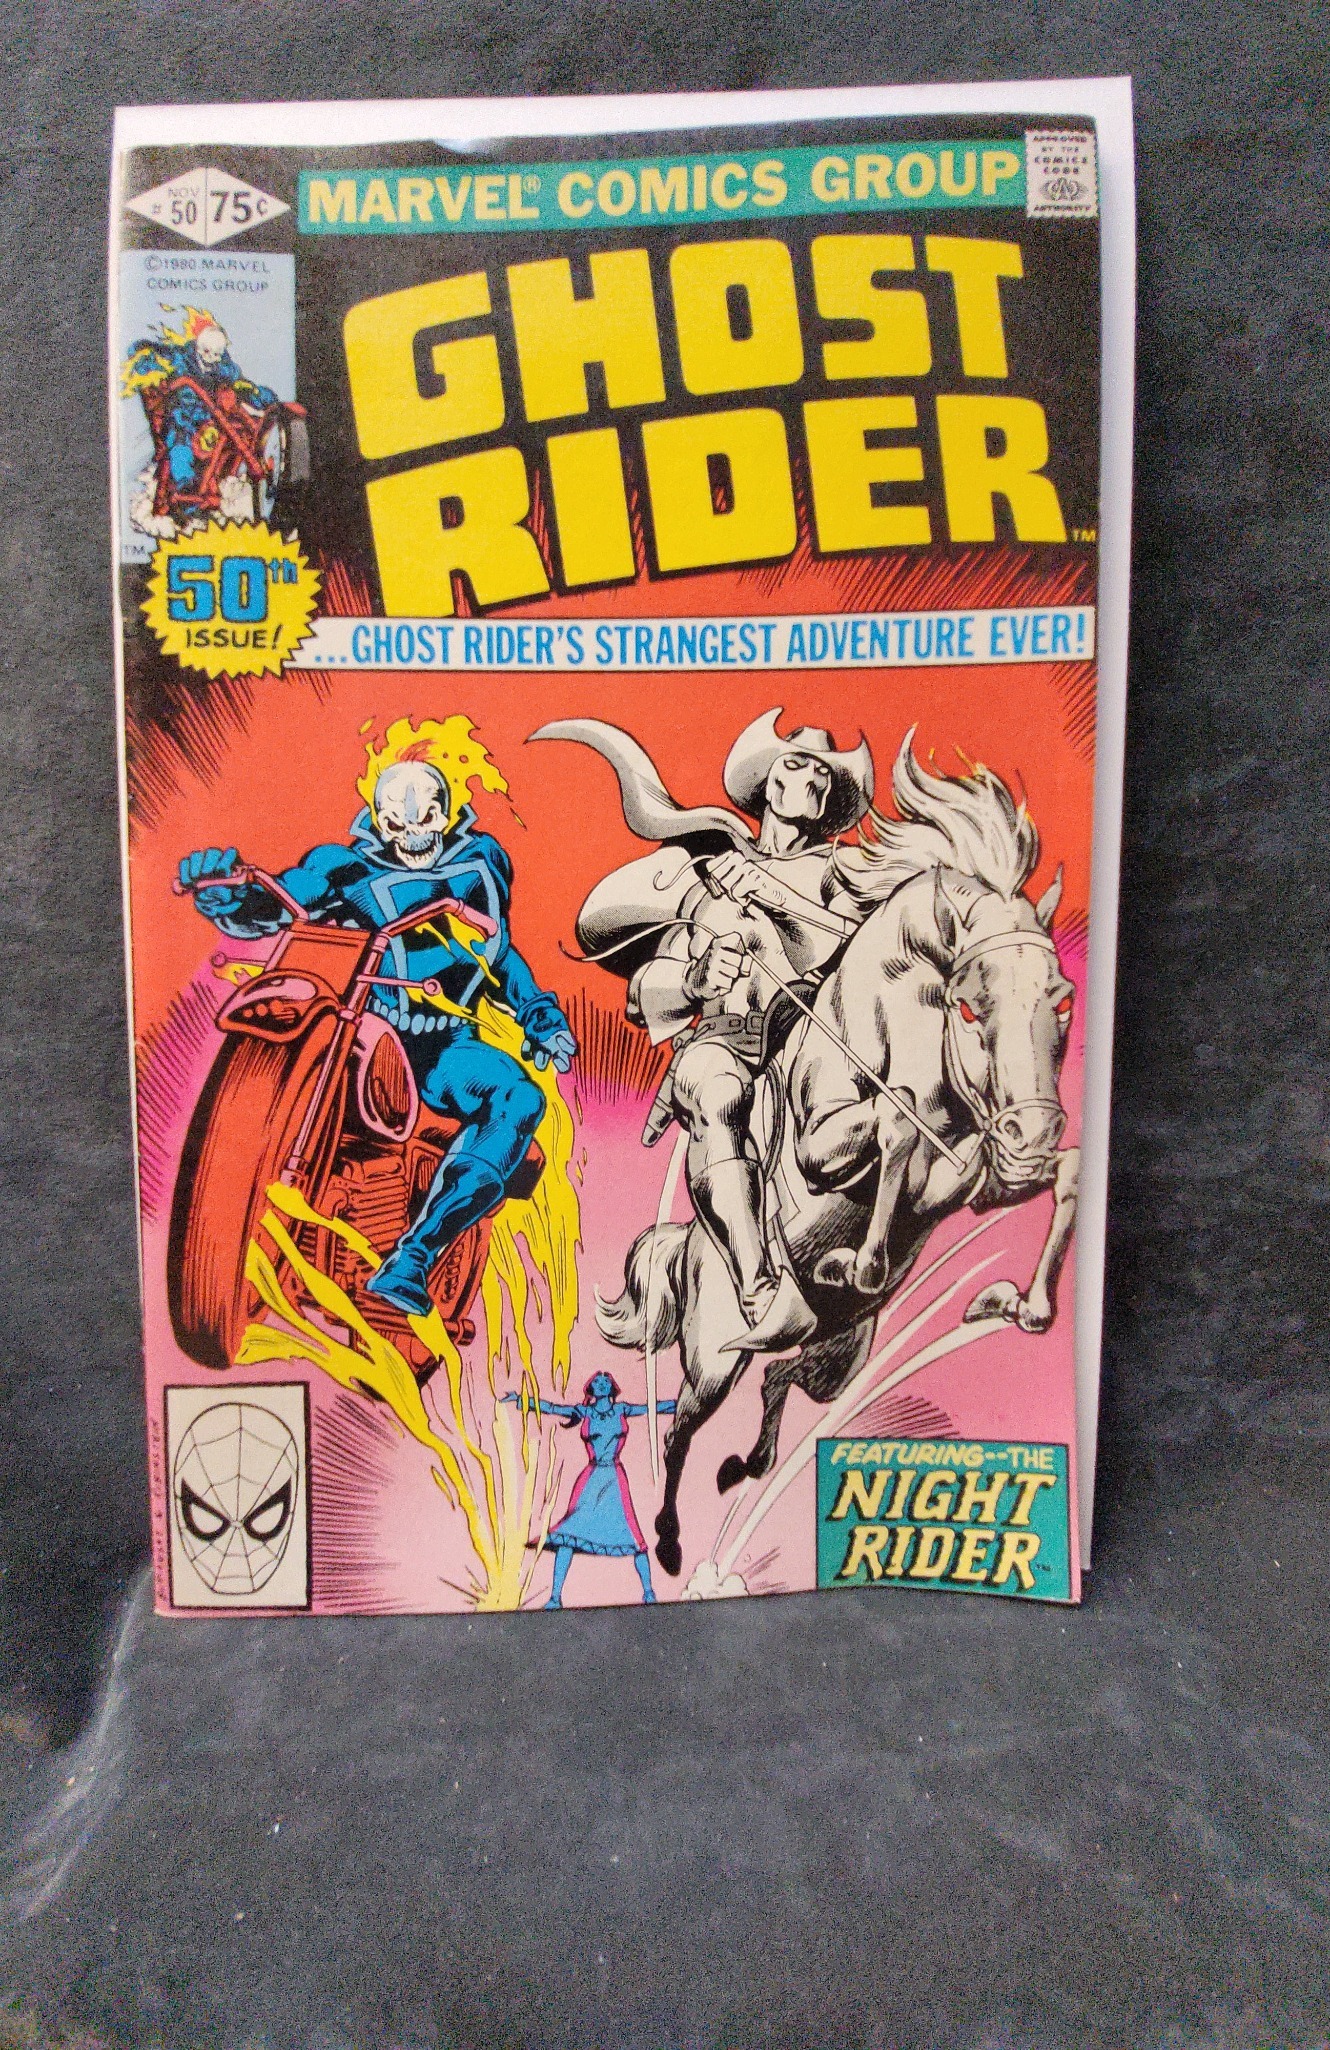 NOV
# 50
75¢
MARVEL® COMICS GROUP
APPROVED
BY THE
COMICS
CODE
AUTHORITY
©1980 MARVEL
COMICS GROUP
GHOST
RIDER
TM
TM
50th
ISSUE!
...GHOST RIDER'S STRANGEST ADVENTURE EVER!
FEATURING--THE
NIGHT
RIDER